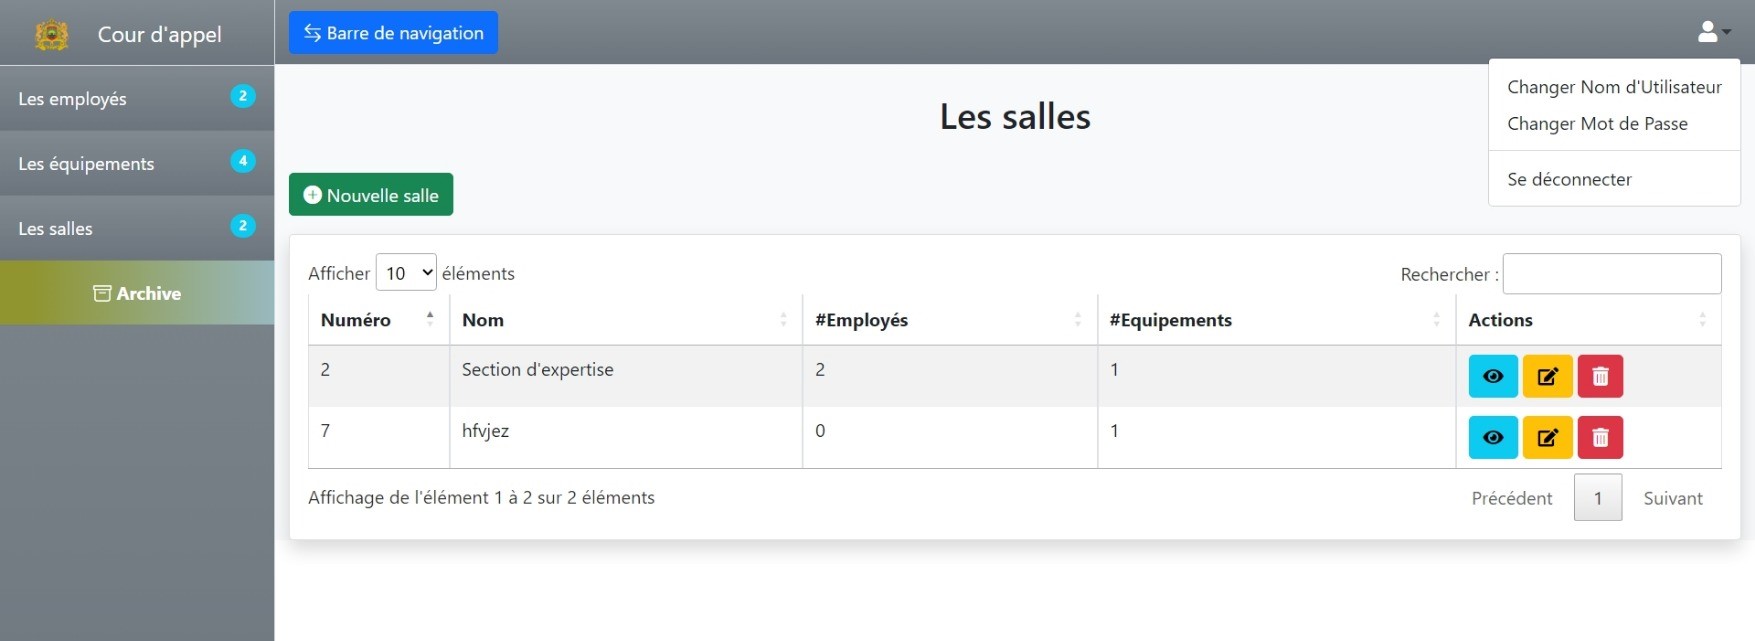 Cour d'appel
Barre de navigation
Les employés 2
Les équipements 4
Les salles 2
Archive
Changer Nom d'Utilisateur
Changer Mot de Passe
Se déconnecter
Les salles
Nouvelle salle
Afficher 10 éléments
Rechercher :
Numéro Nom #Employés #Equipements Actions
2 Section d'expertise 2 1
7 hfvjez 0 1
Affichage de l'élément 1 à 2 sur 2 éléments
Précédent 1 Suivant